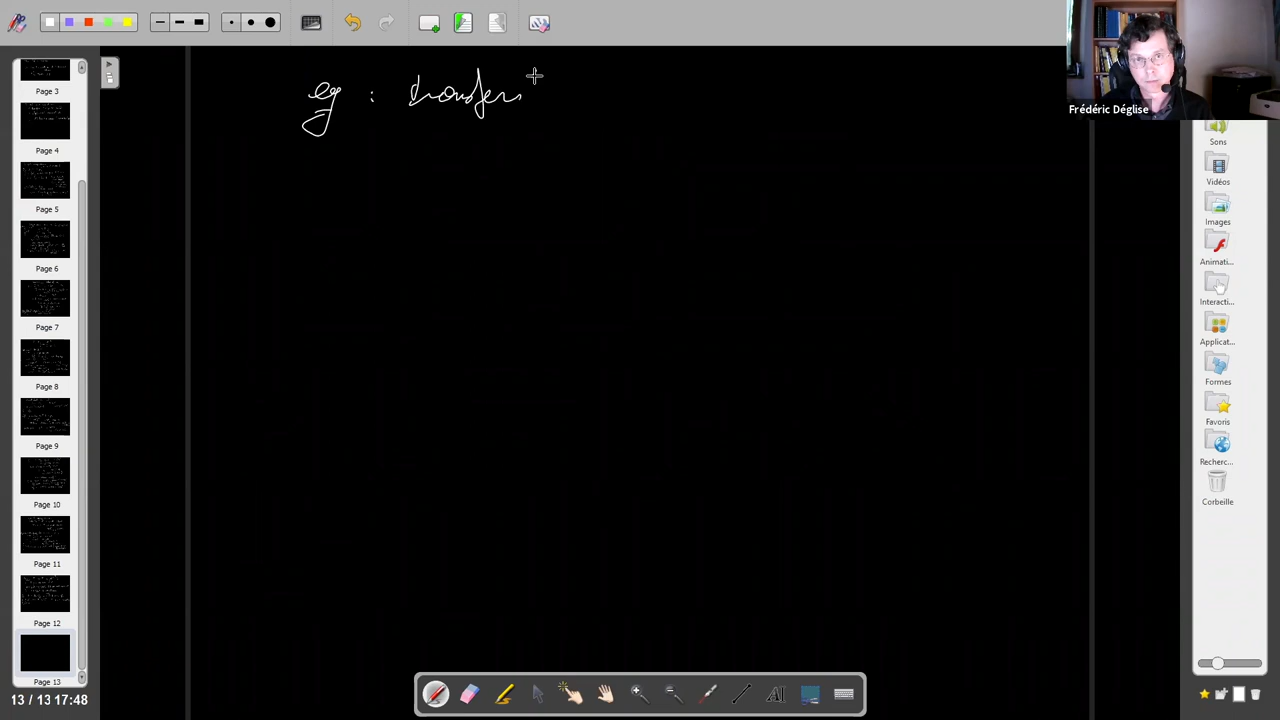 eg : transfers
Frédéric Déglise
Page 3
Page 4
Page 5
Page 6
Page 7
Page 8
Page 9
Page 10
Page 11
Page 12
Page 13
13 / 13 17:48
Sons
Vidéos
Images
Animati...
Interacti...
Applicat...
Formes
Favoris
Recherc...
Corbeille
AI